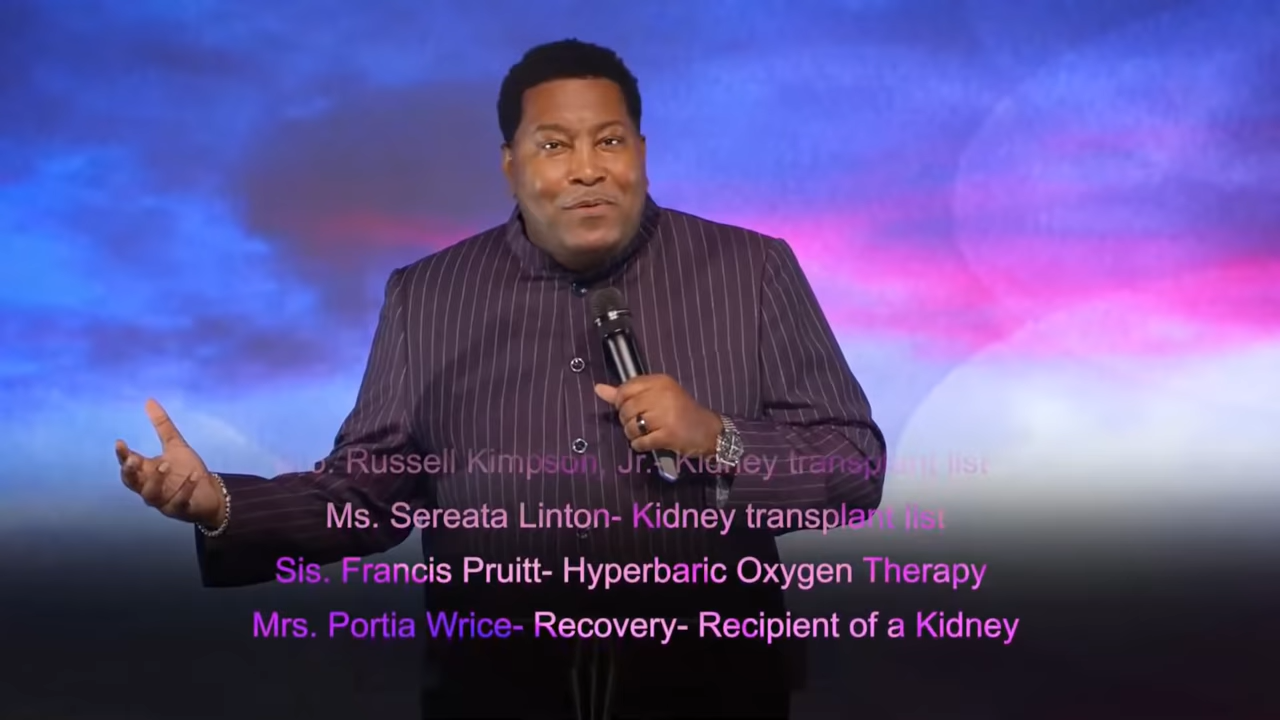 Russell Kimpson, Jr.- Kidney transplant list
Ms. Sereata Linton- Kidney transplant list
Sis. Francis Pruitt- Hyperbaric Oxygen Therapy
Mrs. Portia Wrice- Recovery- Recipient of a Kidney